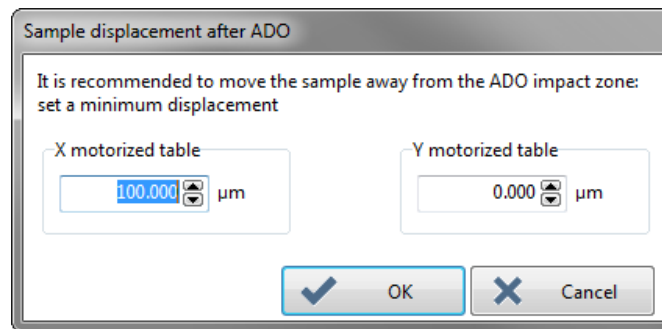 Sample displacement after ADO
It is recommended to move the sample away from the ADO impact zone:
set a minimum displacement
X motorized table
Y motorized table
100.000 µm
0.000 µm
OK
Cancel